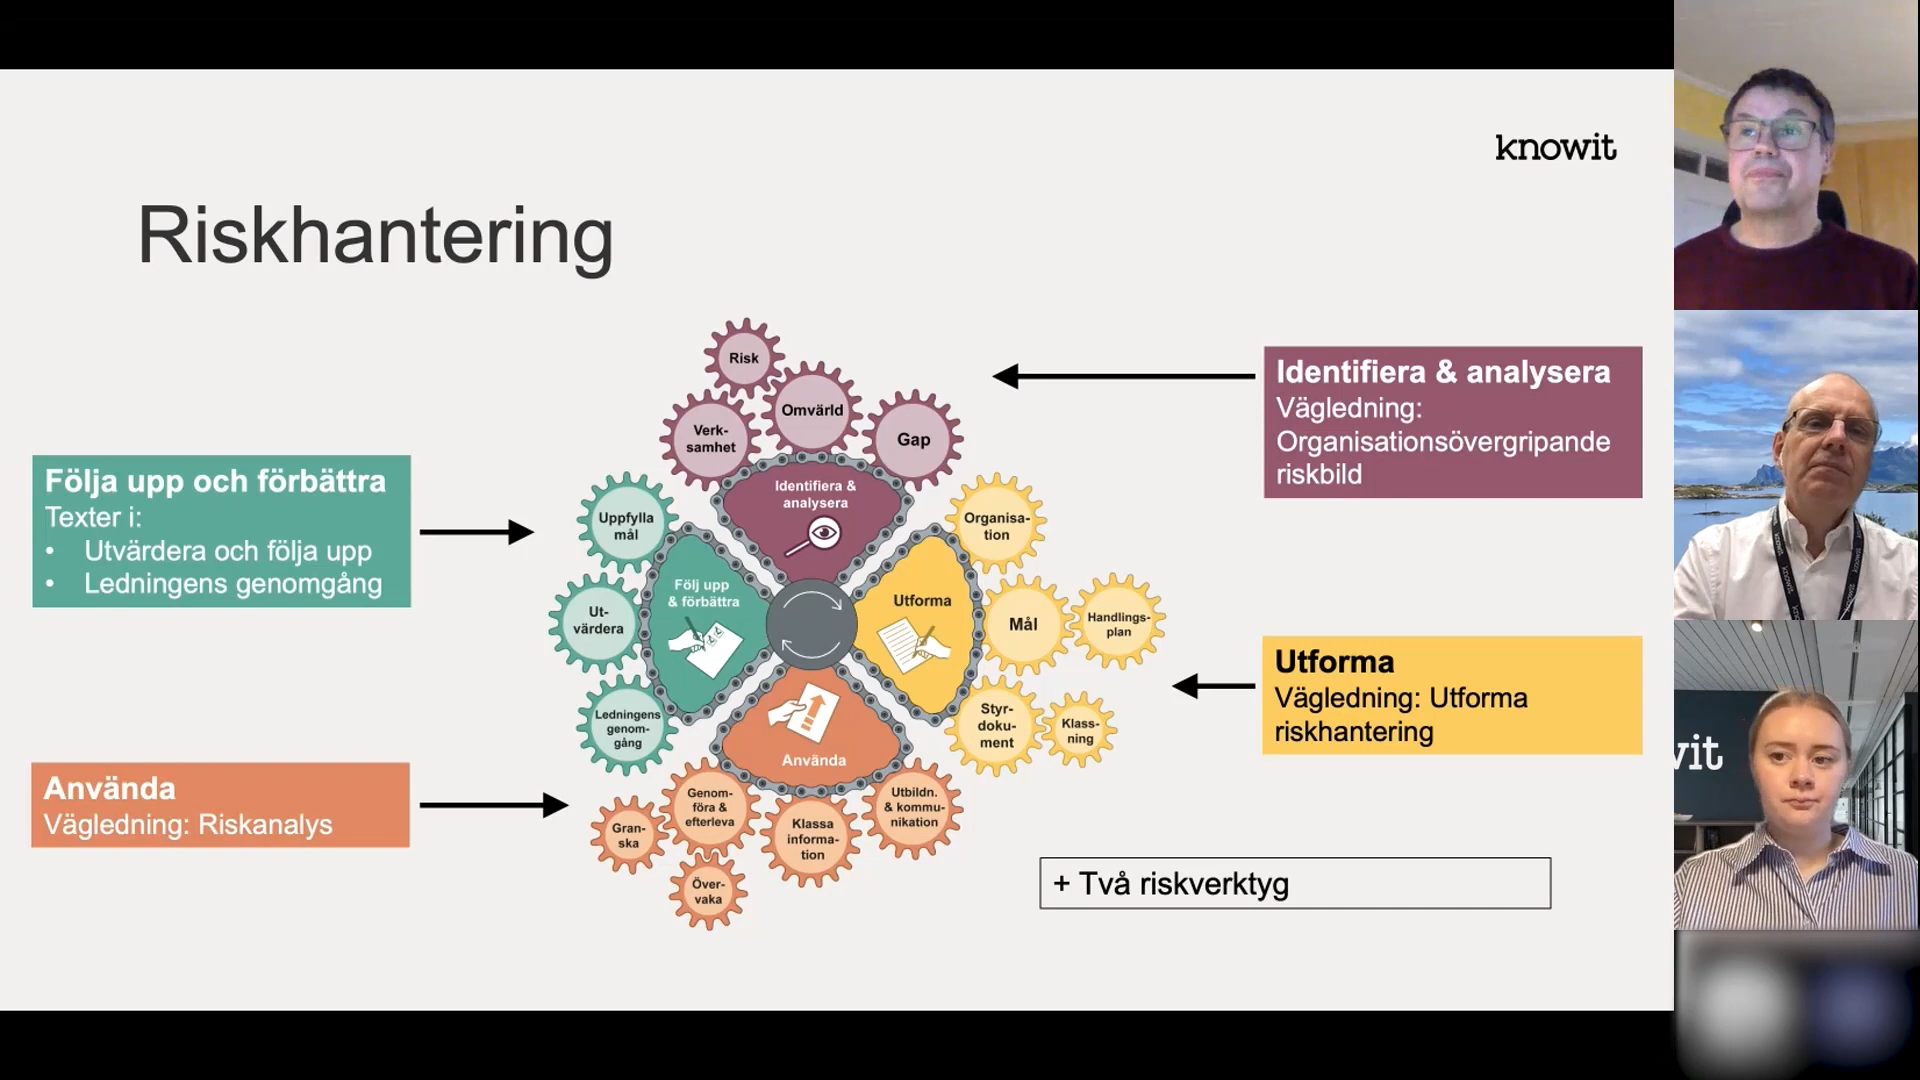 knowit
Riskhantering
Risk
Omvärld
Verk-
samhet
Gap
Identifiera &
analysera
Identifiera & analysera
Vägledning:
Organisationsövergripande
riskbild
Följa upp och förbättra
Texter i:
• Utvärdera och följa upp
• Ledningens genomgång
Uppfylla
mål
Organisa-
tion
Följ upp
& förbättra
Utforma
Ut-
värdera
Mål
Handlings-
plan
Utforma
Vägledning: Utforma
riskhantering
Ledningens
genom-
gång
Styr-
doku-
ment
Klass-
ning
Använda
Använda
Vägledning: Riskanalys
Gran-
ska
Genom-
föra &
efterleva
Klassa
informa-
tion
Utbildn.
& kommu-
nikation
Över-
vaka
+ Två riskverktyg
wit